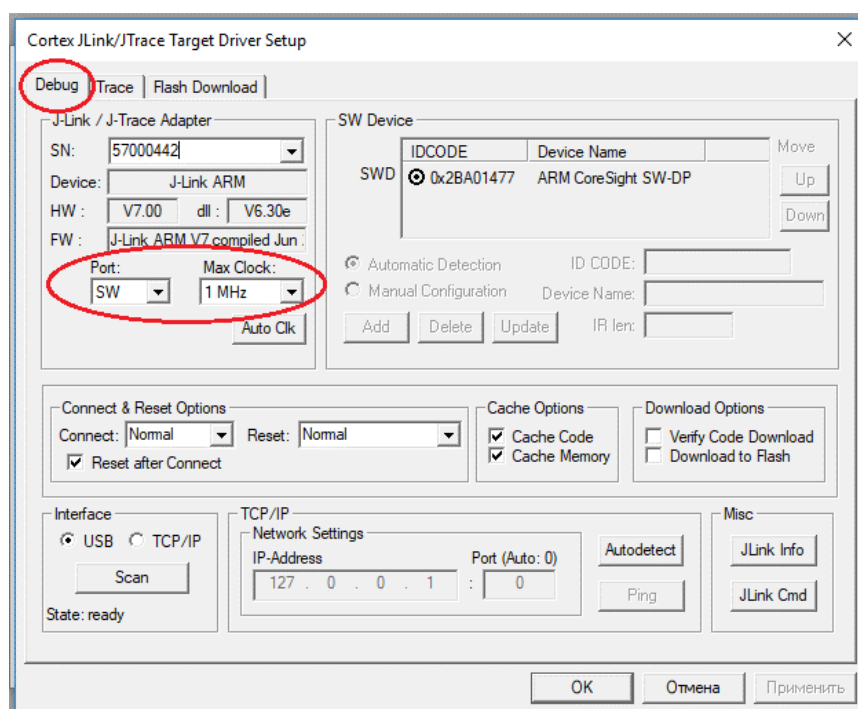 Cortex JLink/JTrace Target Driver Setup
Debug Trace Flash Download
J-Link / J-Trace Adapter
SN: 57000442
Device: J-Link ARM
HW : V7.00 dll : V6.30e
FW : J-Link ARM V7 compiled Jun
Port: Max Clock:
SW 1 MHz
Auto Clk
SW Device
IDCODE Device Name Move
SWD 0x2BA01477 ARM CoreSight SW-DP Up
Down
Automatic Detection ID CODE:
Manual Configuration Device Name:
Add Delete Update IR len:
Connect & Reset Options
Connect: Normal Reset: Normal
Reset after Connect
Cache Options
Cache Code
Cache Memory
Download Options
Verify Code Download
Download to Flash
Interface
USB TCP/IP
Scan
State: ready
TCP/IP
Network Settings
IP-Address Port (Auto: 0)
127 . 0 . 0 . 1 : 0
Autodetect
Ping
Misc
JLink Info
JLink Cmd
OK Отмена Применить